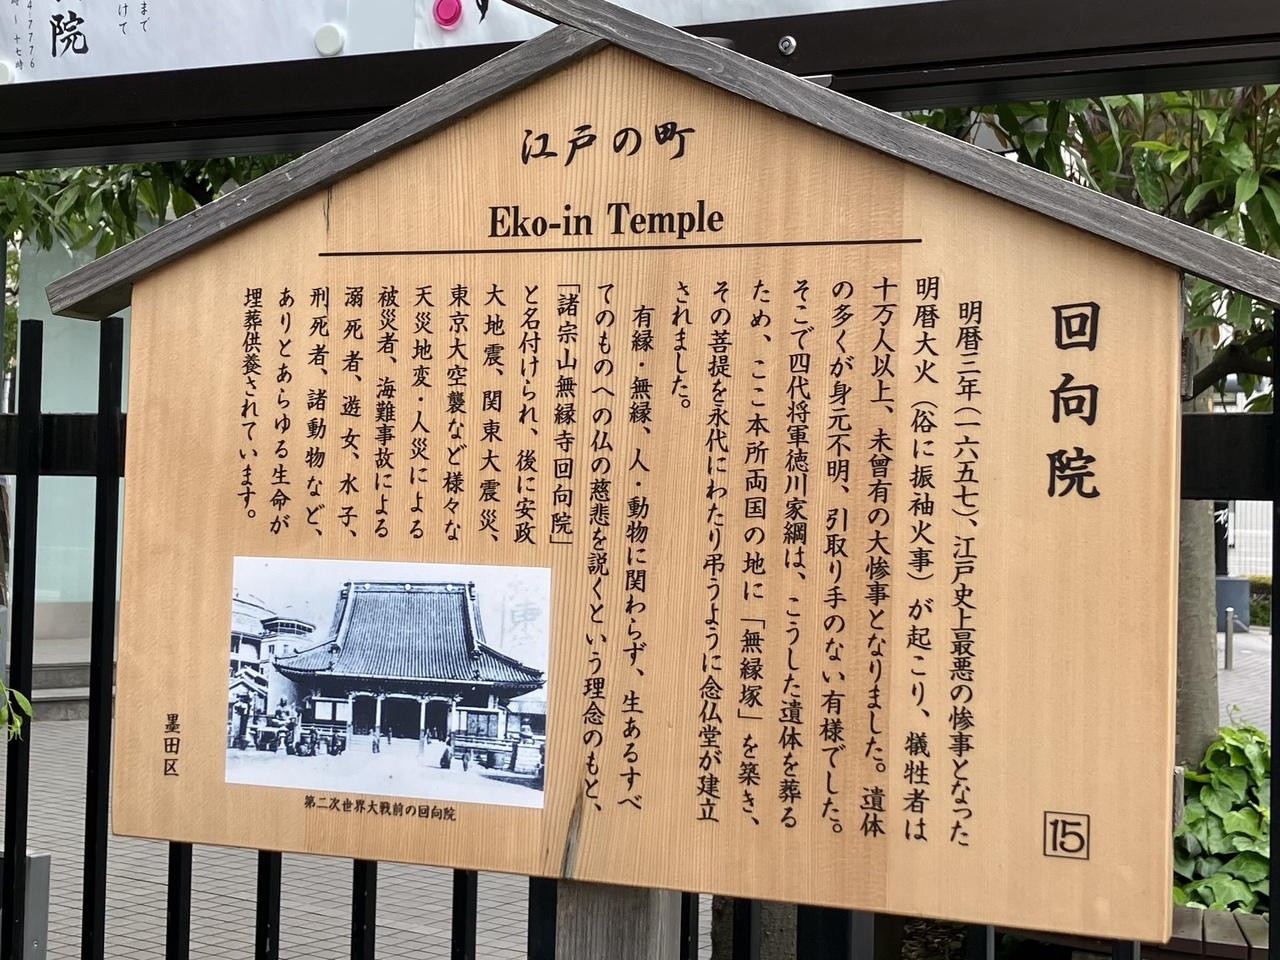 院
江戸の町
Eko-in Temple
回向院
明暦三年(一六五七)、江戸史上最悪の惨事となった
明暦大火(俗に振袖火事)が起こり、犠牲者は
十万人以上、未曾有の大惨事となりました。遺体
の多くが身元不明、引取り手のない有様でした。
そこで四代将軍徳川家綱は、こうした遺体を葬る
ため、ここ本所両国の地に「無縁塚」を築き、
その菩提を永代にわたり弔うように念仏堂が建立
されました。
有縁・無縁、人・動物に関わらず、生あるすべ
てのものへの仏の慈悲を説くという理念のもと、
「諸宗山無縁寺回向院」
と名付けられ、後に安政
大地震、関東大震災、
東京大空襲など様々な
天災地変・人災による
被災者、海難事故による
溺死者、遊女、水子、
刑死者、諸動物など、
ありとあらゆる生命が
埋葬供養されています。
第二次世界大戦前の回向院
墨田区
15